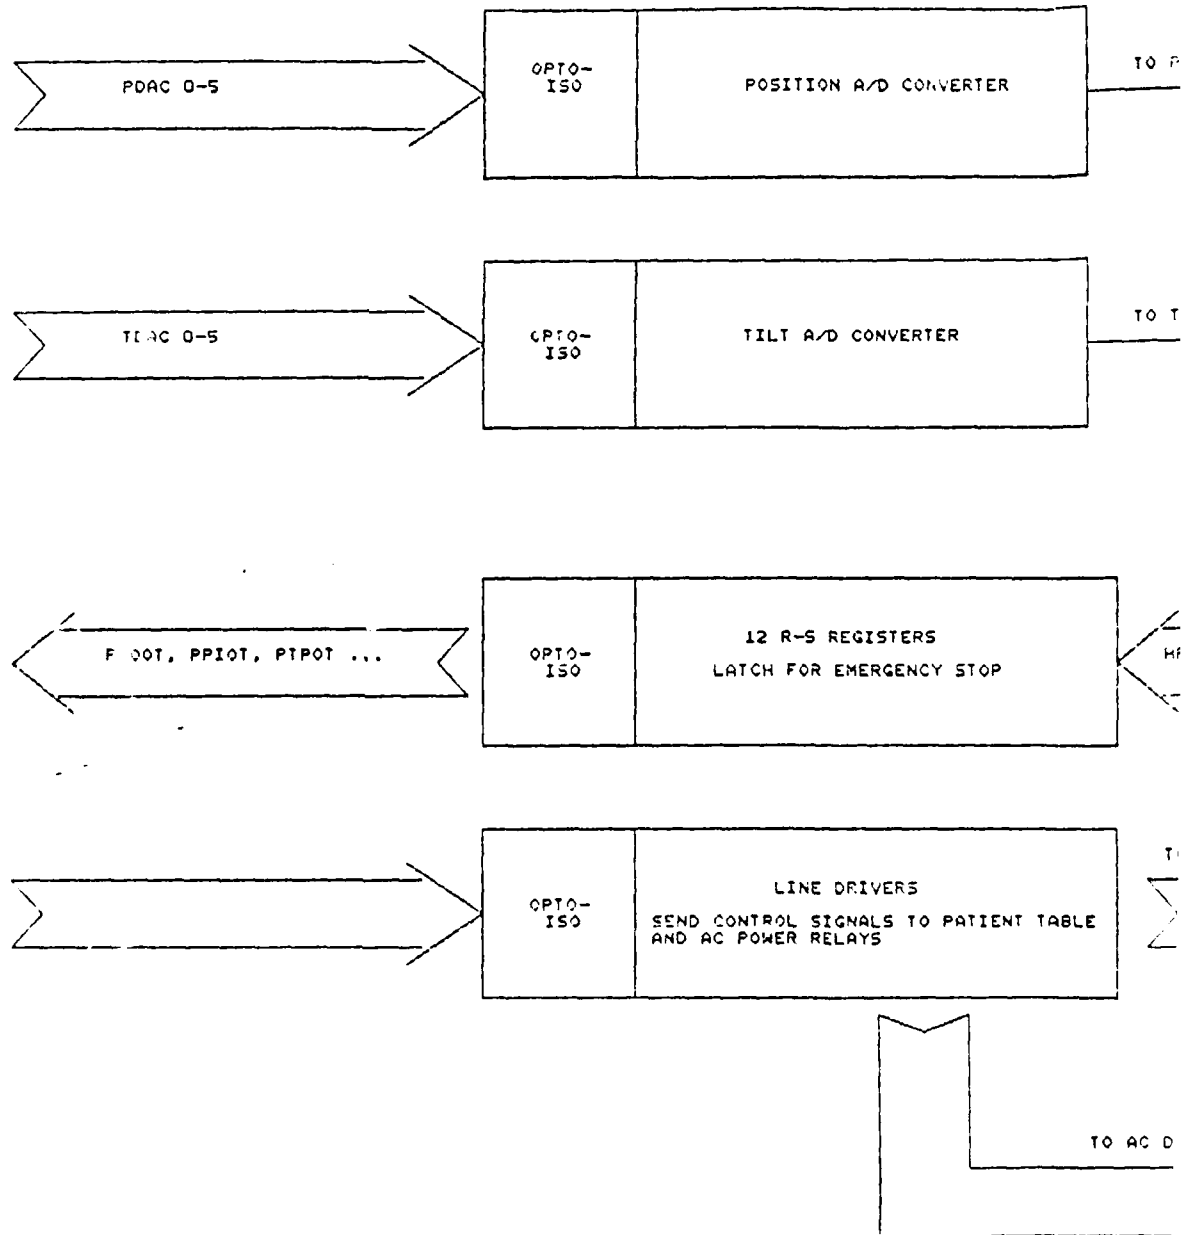 PDAC 0-5
OPTO-
ISO
POSITION A/D CONVERTER
TO
0-5
OPTO-
ISO
TILT A/D CONVERTER
TO T
PPIOT, PTPOT ...
OPTO-
ISO
12 R-S REGISTERS
LATCH FOR EMERGENCY STOP
OPTO-
ISO
LINE DRIVERS
SEND CONTROL SIGNALS TO PATIENT TABLE
AND AC POWER RELAYS
TO AC D